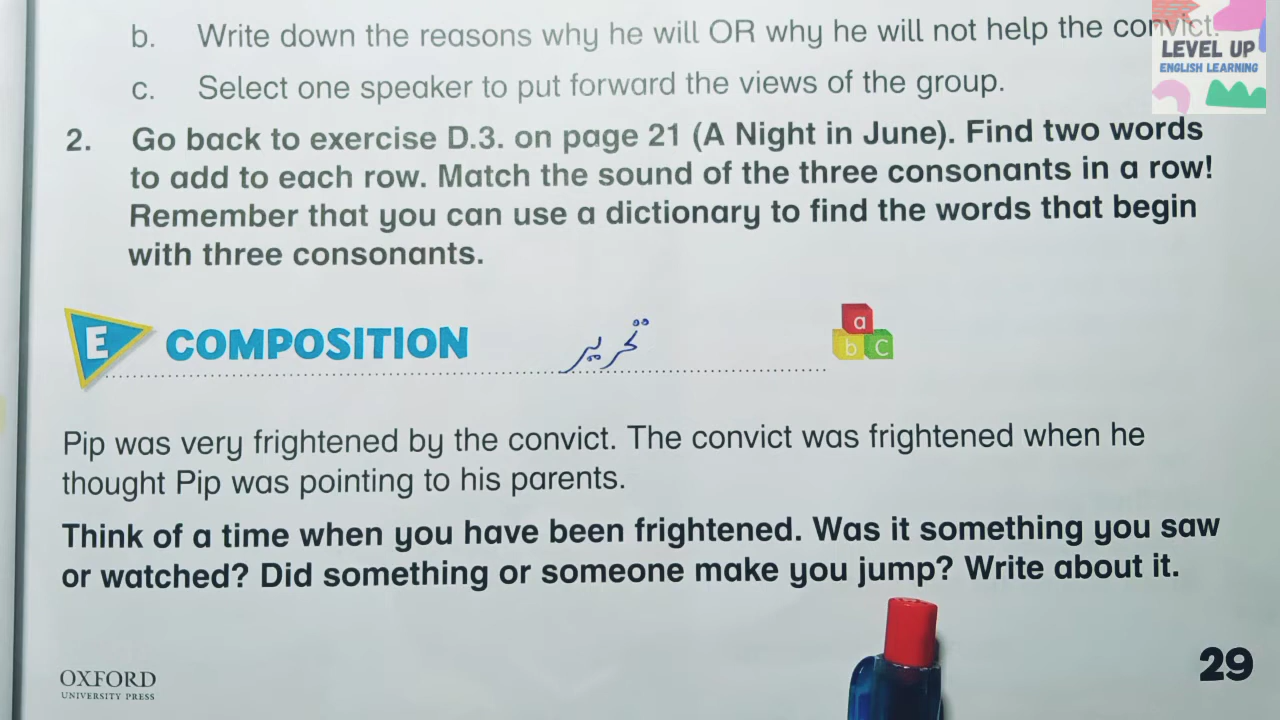 b. Write down the reasons why he will OR why he will not help the convict.
LEVEL UP
ENGLISH LEARNING
c. Select one speaker to put forward the views of the group.
2. Go back to exercise D.3. on page 21 (A Night in June). Find two words
to add to each row. Match the sound of the three consonants in a row!
Remember that you can use a dictionary to find the words that begin
with three consonants.
E COMPOSITION تحریر
a
b c
Pip was very frightened by the convict. The convict was frightened when he
thought Pip was pointing to his parents.
Think of a time when you have been frightened. Was it something you saw
or watched? Did something or someone make you jump? Write about it.
OXFORD
UNIVERSITY PRESS
29